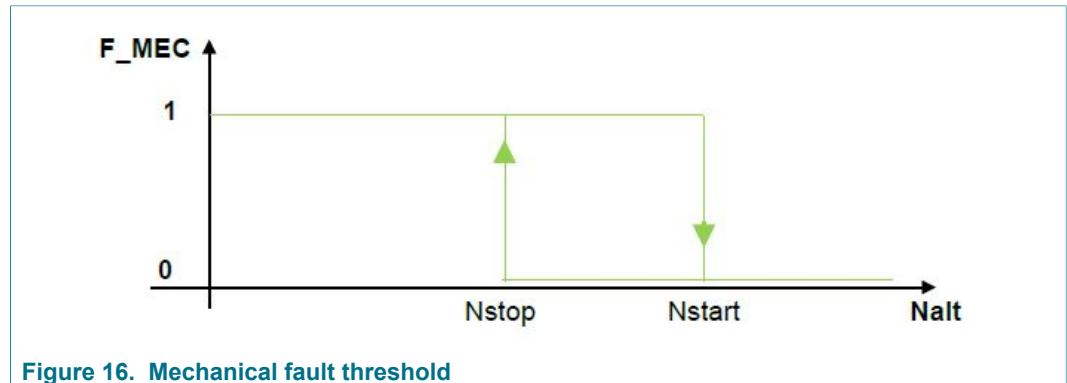 F_MEC
1
0
Nstop Nstart Nalt
Figure 16. Mechanical fault threshold